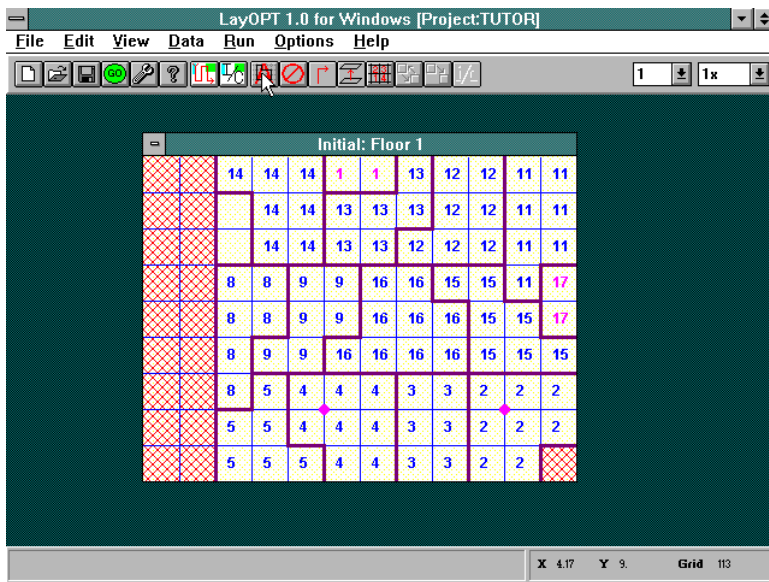 LayOPT 1.0 for Windows [Project:TUTOR]
File Edit View Data Run Options Help
GO ? I/C A i/c 1 1x
Initial: Floor 1
14 14 14 1 1 13 12 12 11 11
14 14 13 13 13 12 12 11 11
14 14 13 13 12 12 12 11 11
8 8 9 9 16 16 15 15 11 17
8 8 9 9 16 16 16 15 15 17
8 9 9 16 16 16 16 15 15 15
8 5 4 4 4 3 3 2 2 2
5 5 4 4 4 3 3 2 2 2
5 5 5 4 4 3 3 2 2
X 4.17 Y 9. Grid 113